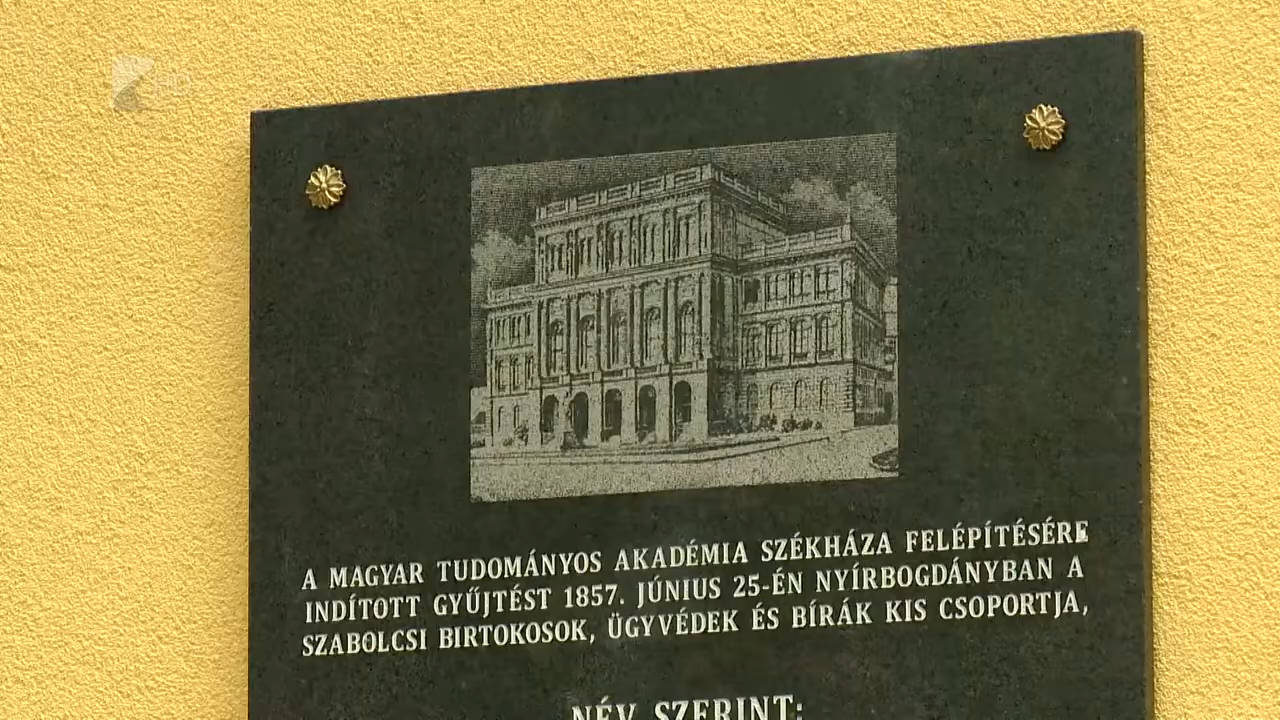 A MAGYAR TUDOMÁNYOS AKADÉMIA SZÉKHÁZA FELÉPÍTÉSÉRE
INDÍTOTT GYŰJTÉST 1857. JÚNIUS 25-ÉN NYÍRBOGDÁNYBAN A
SZABOLCSI BIRTOKOSOK, ÜGYVÉDEK ÉS BÍRÁK KIS CSOPORTJA,
NÉV SZERINT: